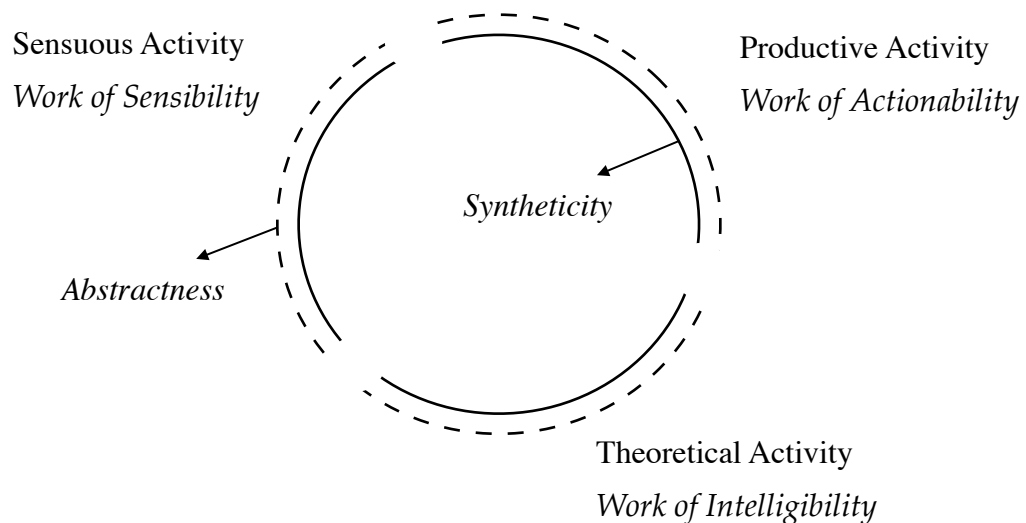 Sensuous Activity
Work of Sensibility
Productive Activity
Work of Actionability
Syntheticity
Abstractness
Theoretical Activity
Work of Intelligibility